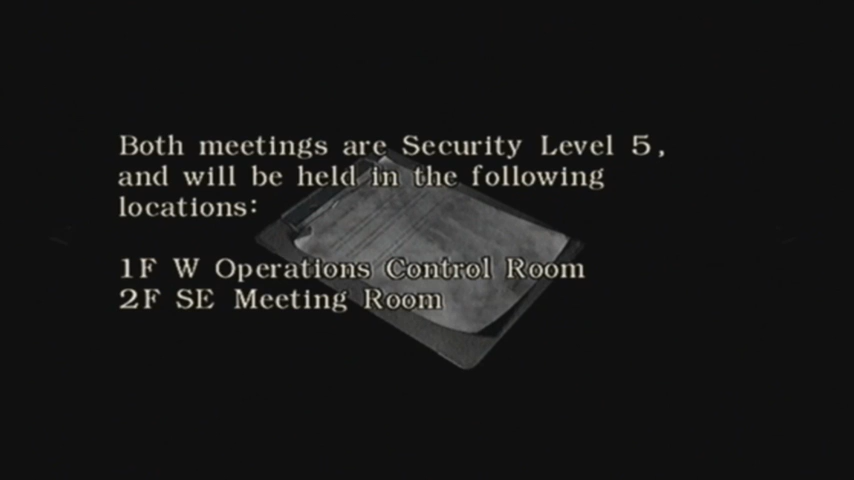 Both meetings are Security Level 5,
and will be held in the following
locations:
1F W Operations Control Room
2F SE Meeting Room